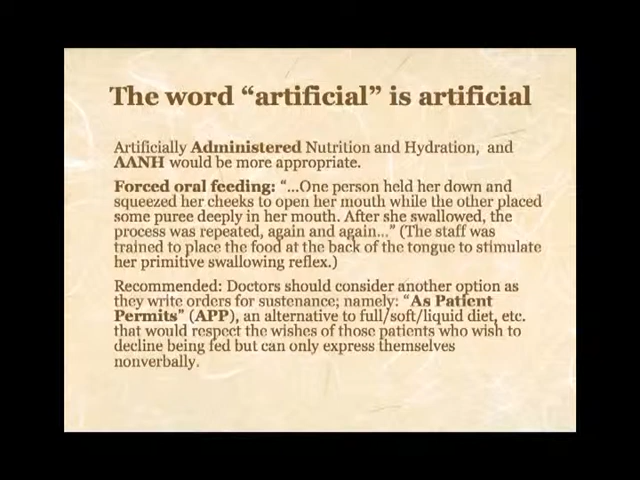 The word “artificial” is artificial
Artificially Administered Nutrition and Hydration, and
AANH would be more appropriate.
Forced oral feeding: “...One person held her down and
squeezed her cheeks to open her mouth while the other placed
some puree deeply in her mouth. After she swallowed, the
process was repeated, again and again...” (The staff was
trained to place the food at the back of the tongue to stimulate
her primitive swallowing reflex.)
Recommended: Doctors should consider another option as
they write orders for sustenance; namely: “As Patient
Permits” (APP), an alternative to full/soft/liquid diet, etc.
that would respect the wishes of those patients who wish to
decline being fed but can only express themselves
nonverbally.